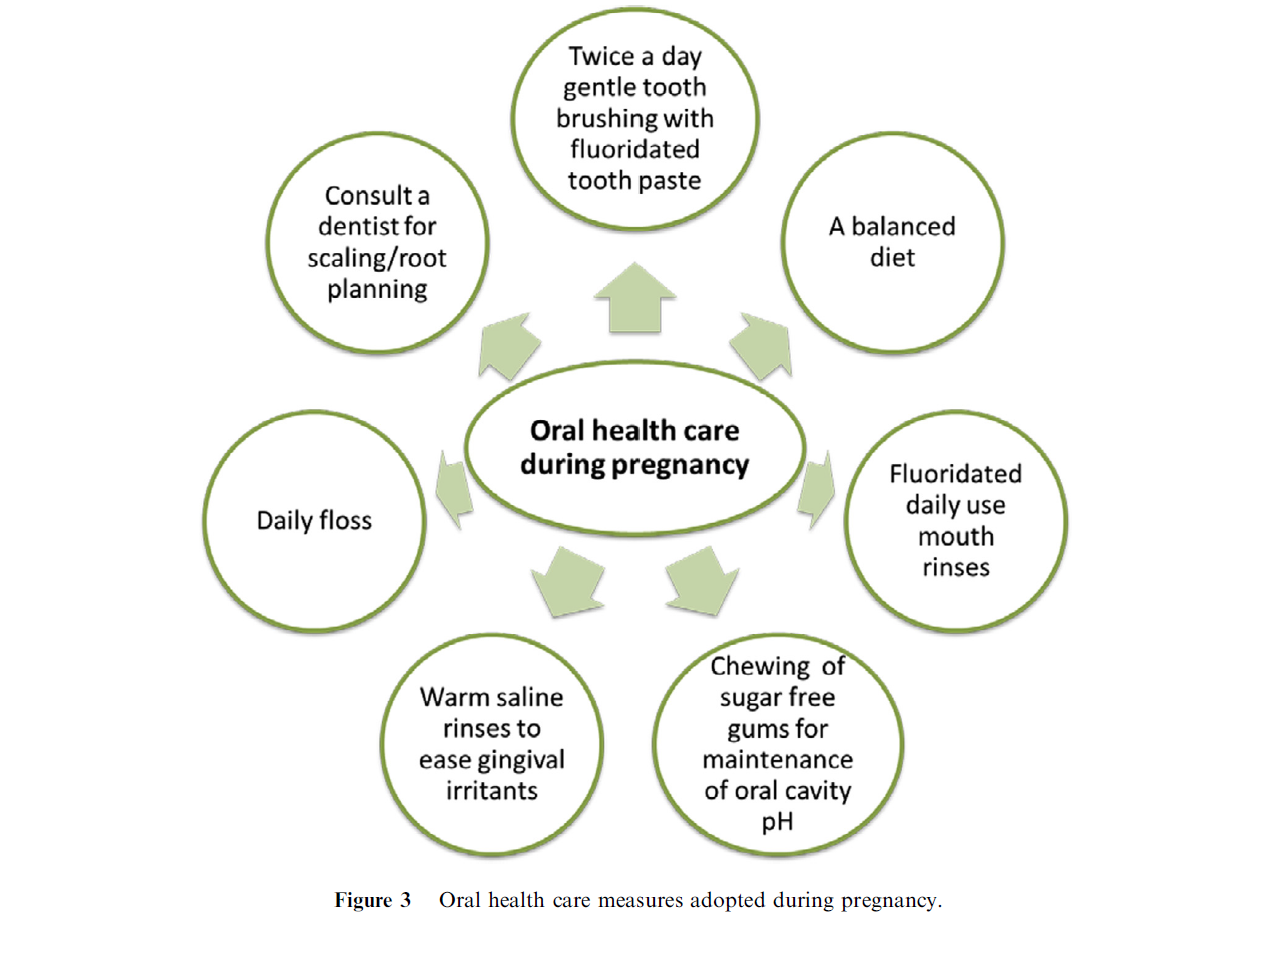 Twice a day
gentle tooth
brushing with
fluoridated
tooth paste
Consult a
dentist for
scaling/root
planning
A balanced
diet
Oral health care
during pregnancy
Daily floss
Fluoridated
daily use
mouth
rinses
Warm saline
rinses to
ease gingival
irritants
Chewing of
sugar free
gums for
maintenance
of oral cavity
pH
Figure 3 Oral health care measures adopted during pregnancy.